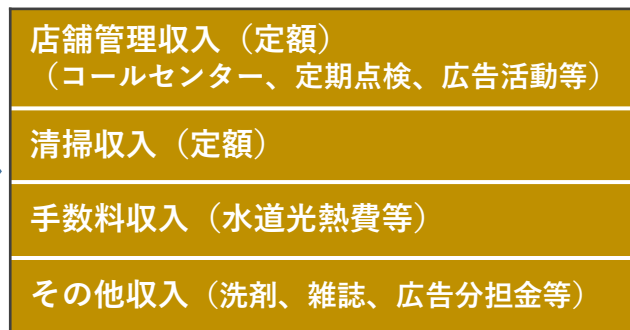 店舗管理収入（定額）
（コールセンター、定期点検、広告活動等）
清掃収入（定額）
手数料収入（水道光熱費等）
その他収入（洗剤、雑誌、広告分担金等）